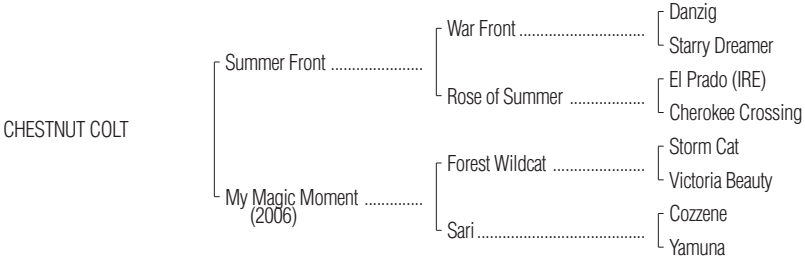 Danzig
War Front ..............................
Starry Dreamer
Summer Front ......................
El Prado (IRE)
Rose of Summer ..................
Cherokee Crossing
CHESTNUT COLT
Storm Cat
Forest Wildcat ......................
Victoria Beauty
My Magic Moment ..............
(2006)
Cozzene
Sari ........................................
Yamuna